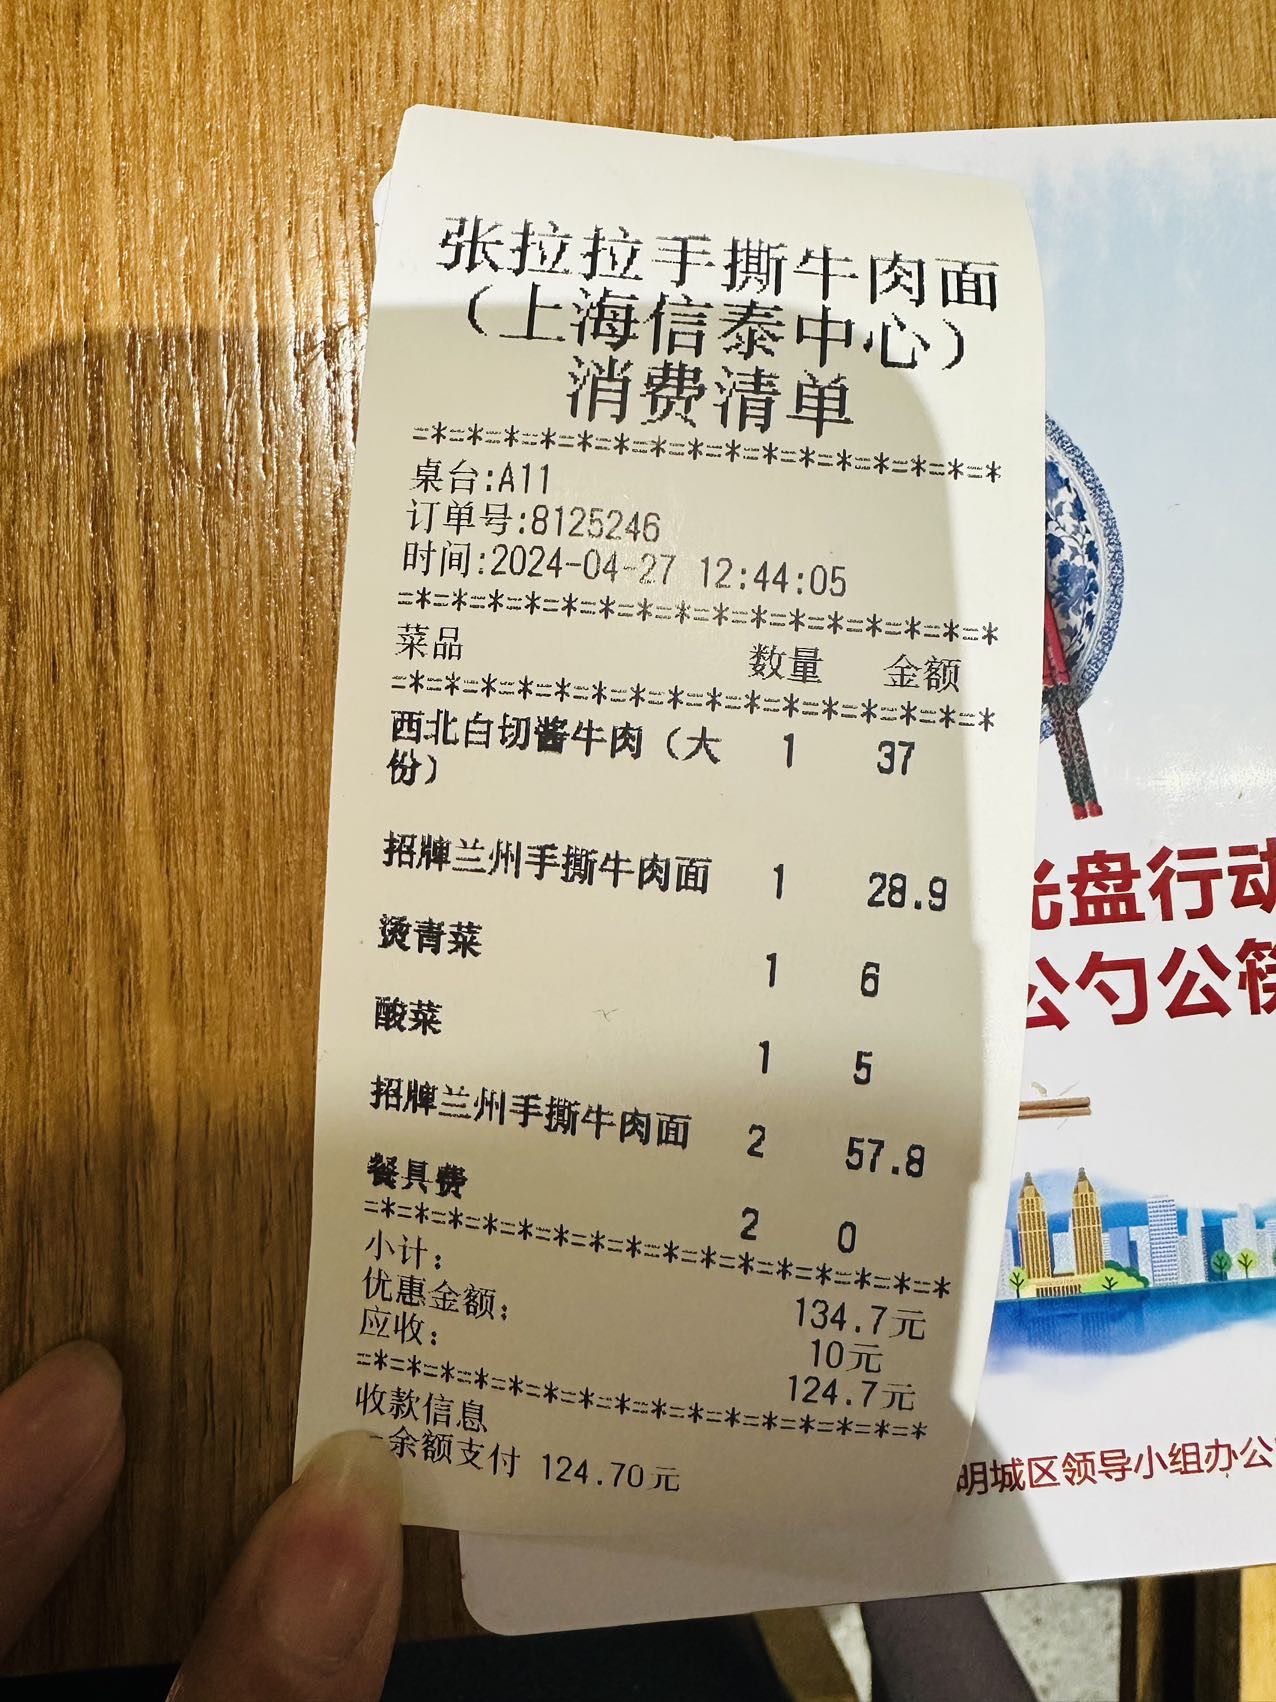 张拉拉手撕牛肉面
（上海信泰中心）
消费清单
=*=*=*=*=*=*=*=*=*=*=*=*=*=*=*=*
桌台:A11
订单号:8125246
时间:2024-04-27 12:44:05
=*=*=*=*=*=*=*=*=*=*=*=*=*=*=*=*
菜品 数量 金额
=*=*=*=*=*=*=*=*=*=*=*=*=*=*=*=*
西北白切酱牛肉（大 1 37
份）
招牌兰州手撕牛肉面 1 28.9
烫青菜 1 6
酸菜 1 5
招牌兰州手撕牛肉面 2 57.8
餐具费 2 0
=*=*=*=*=*=*=*=*=*=*=*=*=*=*=*=*
小计： 134.7元
优惠金额： 10元
应收： 124.7元
=*=*=*=*=*=*=*=*=*=*=*=*=*=*=*=*
收款信息
-余额支付 124.70元
光盘行动
公勺公筷
明城区领导小组办公